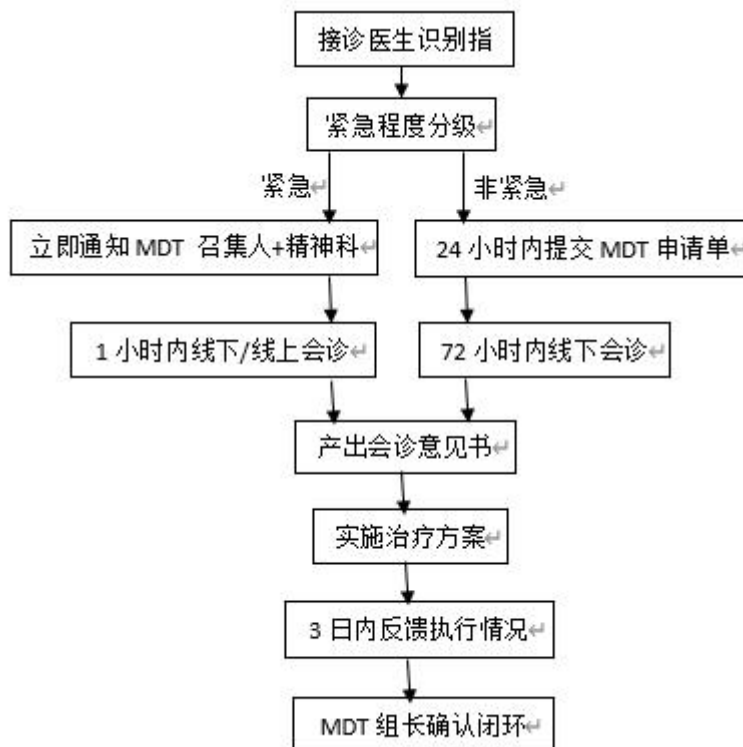 接诊医生识别指
紧急程度分级
紧急
非紧急
立即通知 MDT 召集人+精神科
24 小时内提交 MDT 申请单
1 小时内线下/线上会诊
72 小时内线下会诊
产出会诊意见书
实施治疗方案
3 日内反馈执行情况
MDT 组长确认闭环